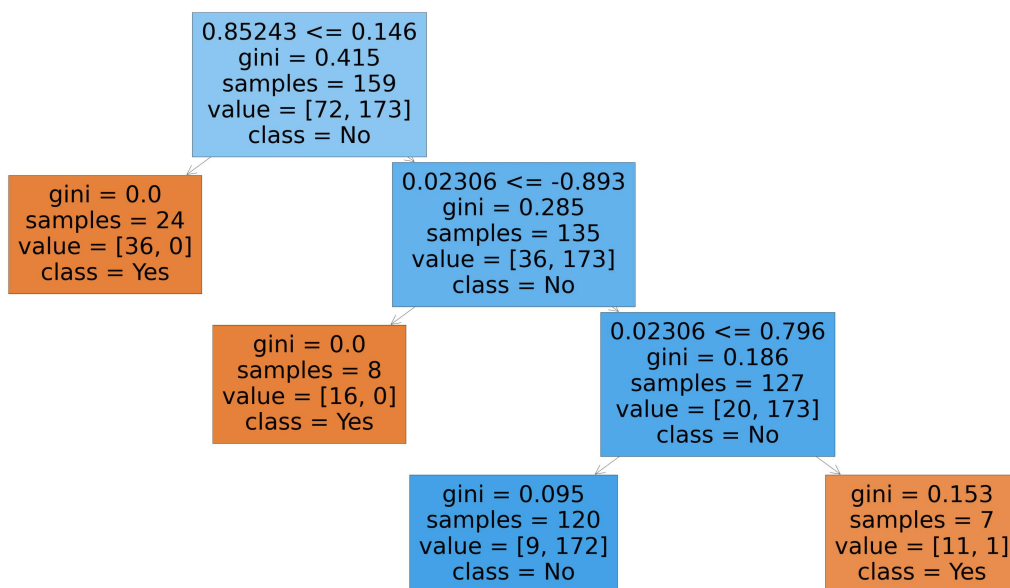 0.85243 <= 0.146
gini = 0.415
samples = 159
value = [72, 173]
class = No
gini = 0.0
samples = 24
value = [36, 0]
class = Yes
0.02306 <= -0.893
gini = 0.285
samples = 135
value = [36, 173]
class = No
gini = 0.0
samples = 8
value = [16, 0]
class = Yes
0.02306 <= 0.796
gini = 0.186
samples = 127
value = [20, 173]
class = No
gini = 0.095
samples = 120
value = [9, 172]
class = No
gini = 0.153
samples = 7
value = [11, 1]
class = Yes